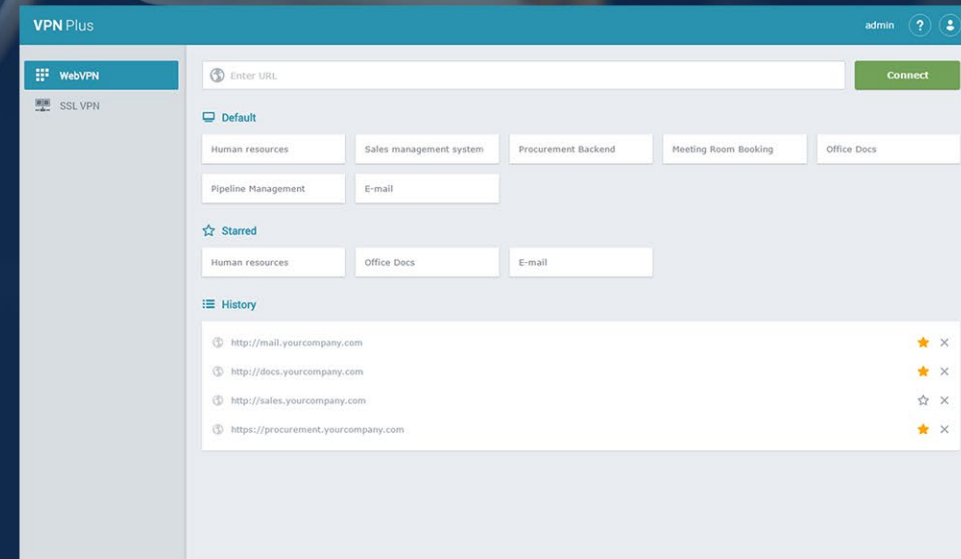 VPN Plus
admin ?
WebVPN
SSL VPN
Enter URL
Connect
Default
Human resources
Sales management system
Procurement Backend
Meeting Room Booking
Office Docs
Pipeline Management
E-mail
Starred
Human resources
Office Docs
E-mail
History
http://mail.yourcompany.com
http://docs.yourcompany.com
http://sales.yourcompany.com
https://procurement.yourcompany.com